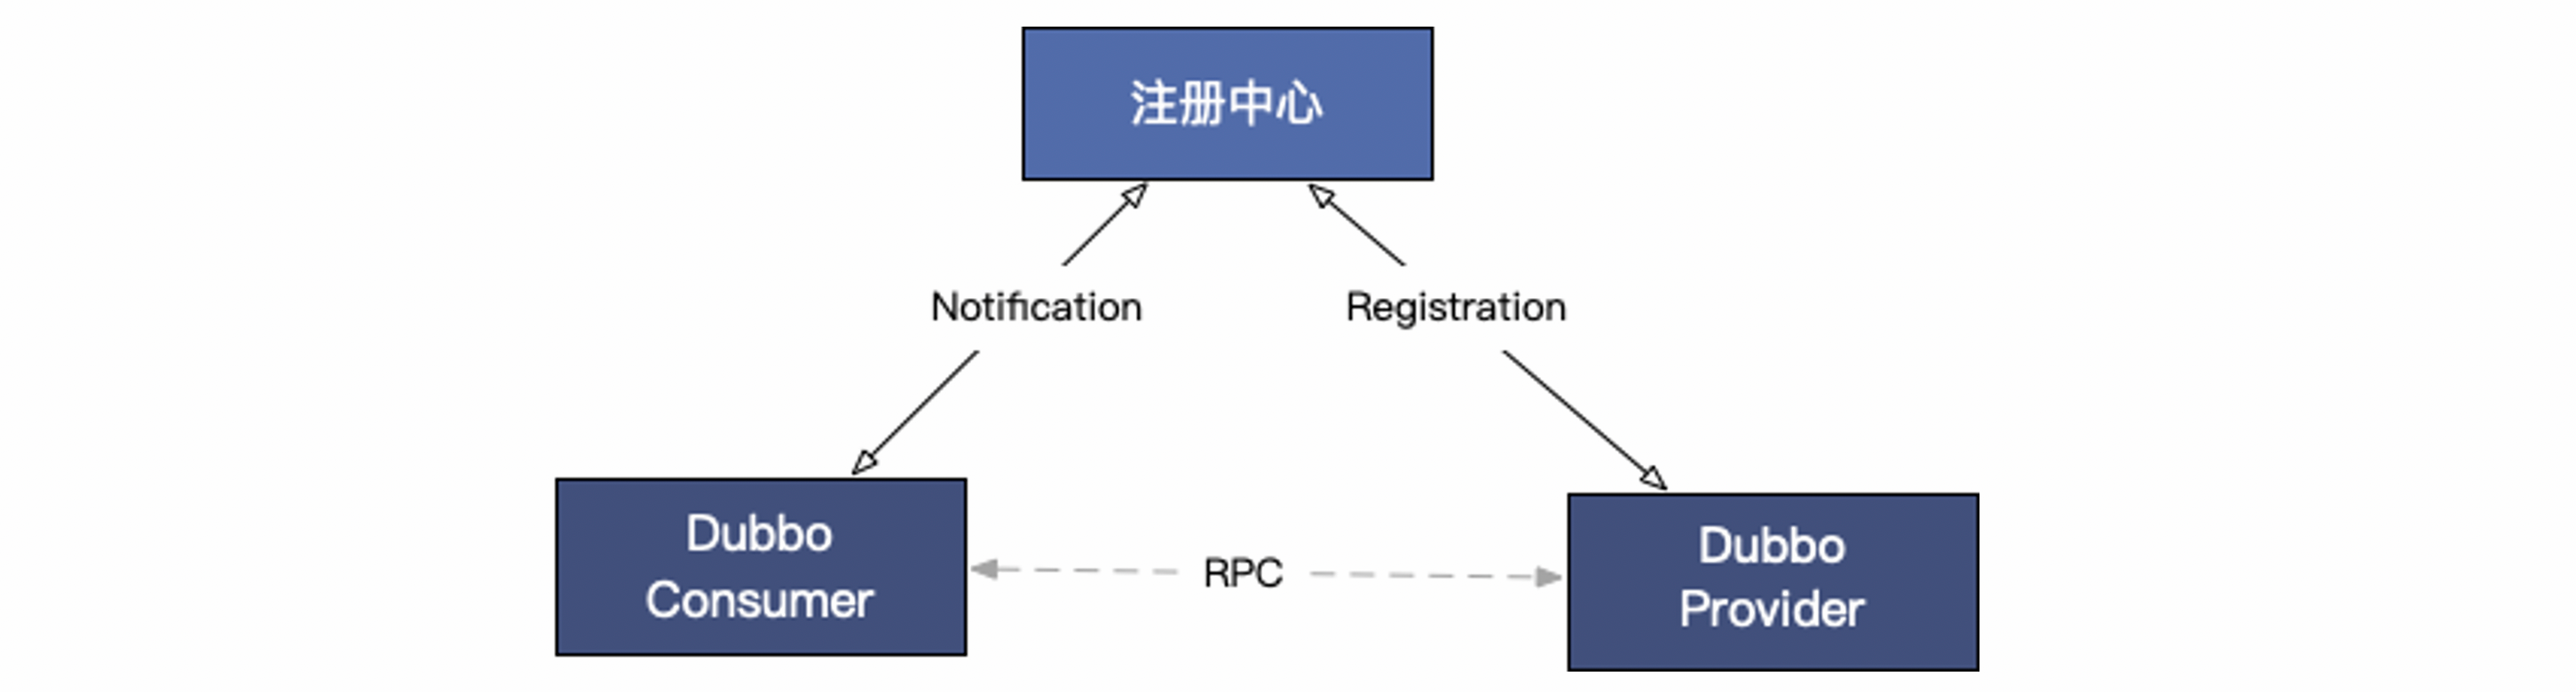 注册中心
Notification
Registration
Dubbo
Consumer
RPC
Dubbo
Provider